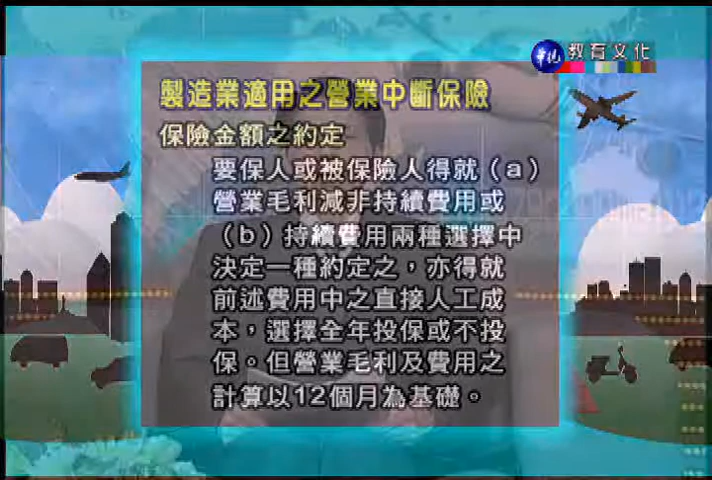 華視 教育文化
製造業適用之營業中斷保險
保險金額之約定
要保人或被保險人得就（a）
營業毛利減非持續費用或
（b）持續費用兩種選擇中
決定一種約定之，亦得就
前述費用中之直接人工成
本，選擇全年投保或不投
保。但營業毛利及費用之
計算以12個月為基礎。